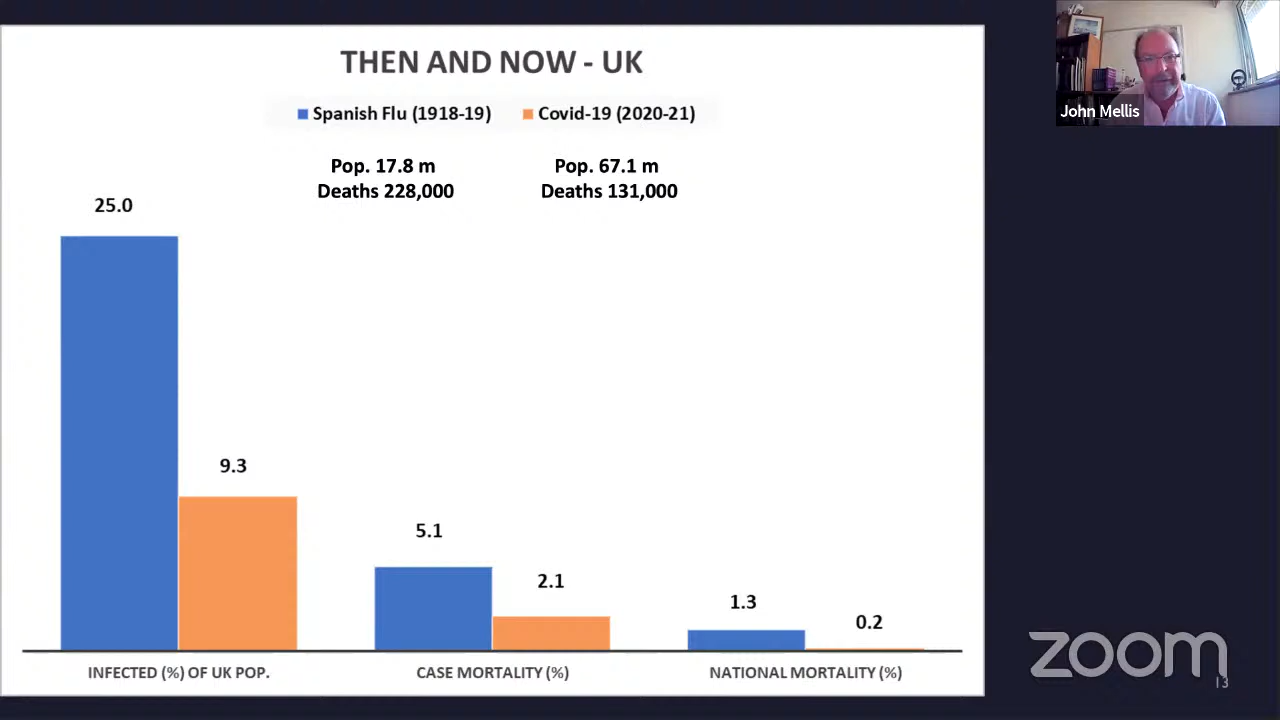 THEN AND NOW - UK
Spanish Flu (1918-19) Covid-19 (2020-21)
Pop. 17.8 m Pop. 67.1 m
Deaths 228,000 Deaths 131,000
25.0
9.3
5.1
2.1
1.3
0.2
INFECTED (%) OF UK POP. CASE MORTALITY (%) NATIONAL MORTALITY (%)
John Mellis
zoom
13